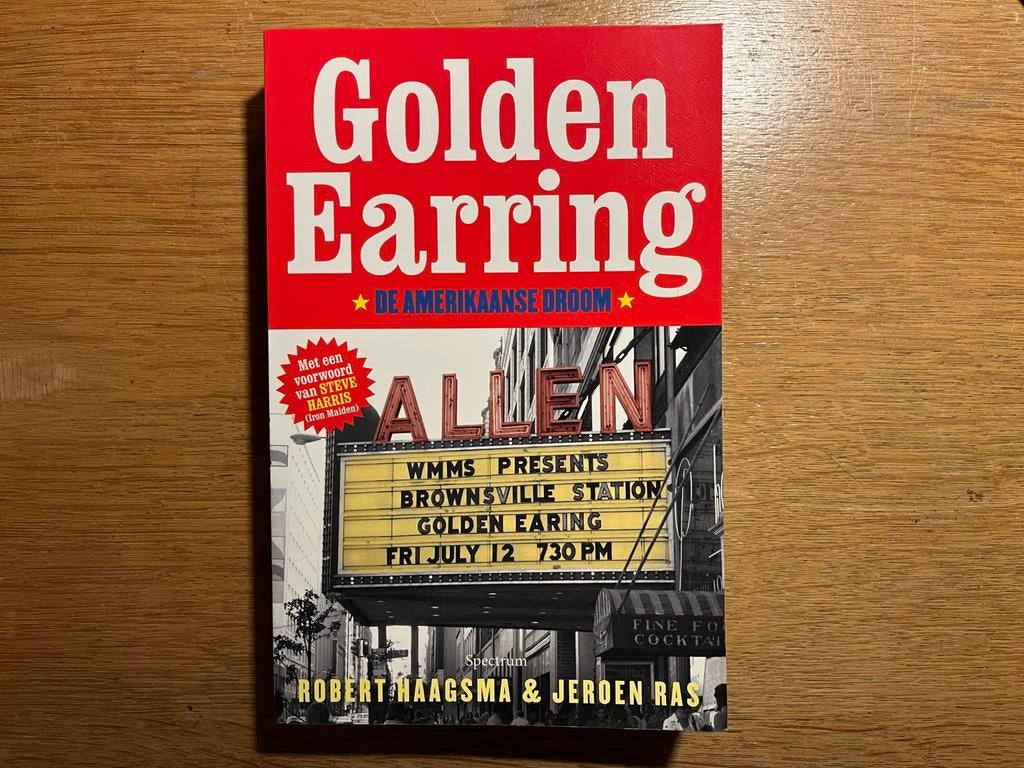 Golden
Earring
DE AMERIKAANSE DROOM
Met een
voorwoord
van STEVE
HARRIS
(Iron Maiden)
ALLEN
WMMS PRESENTS
BROWNSVILLE STATION
GOLDEN EARING
FRI JULY 12 730 PM
FINE FO
COCKTAI
Spectrum
ROBERT HAAGSMA & JEROEN RAS